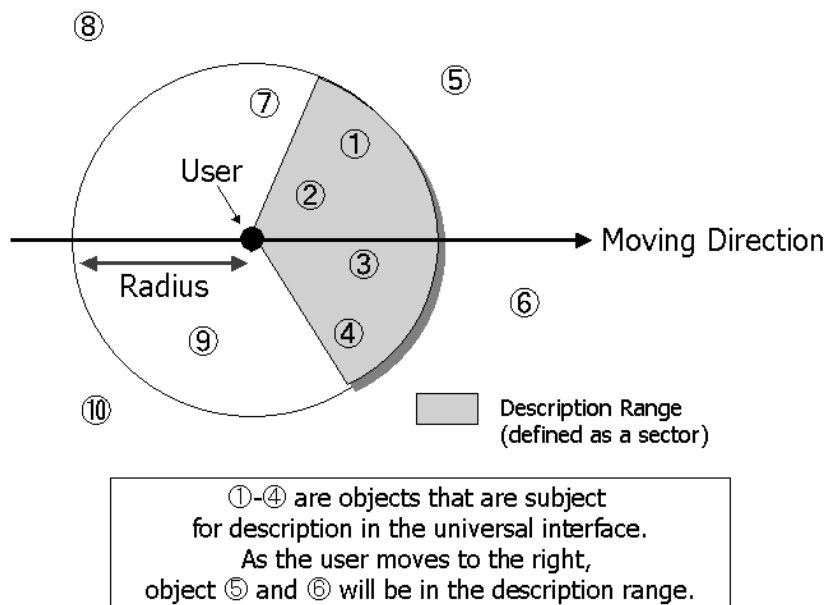 ⑧
⑤
⑦
①
User
②
Moving Direction
③
Radius
⑥
④
⑨
⑩
Description Range
(defined as a sector)
①-④ are objects that are subject
for description in the universal interface.
As the user moves to the right,
object ⑤ and ⑥ will be in the description range.